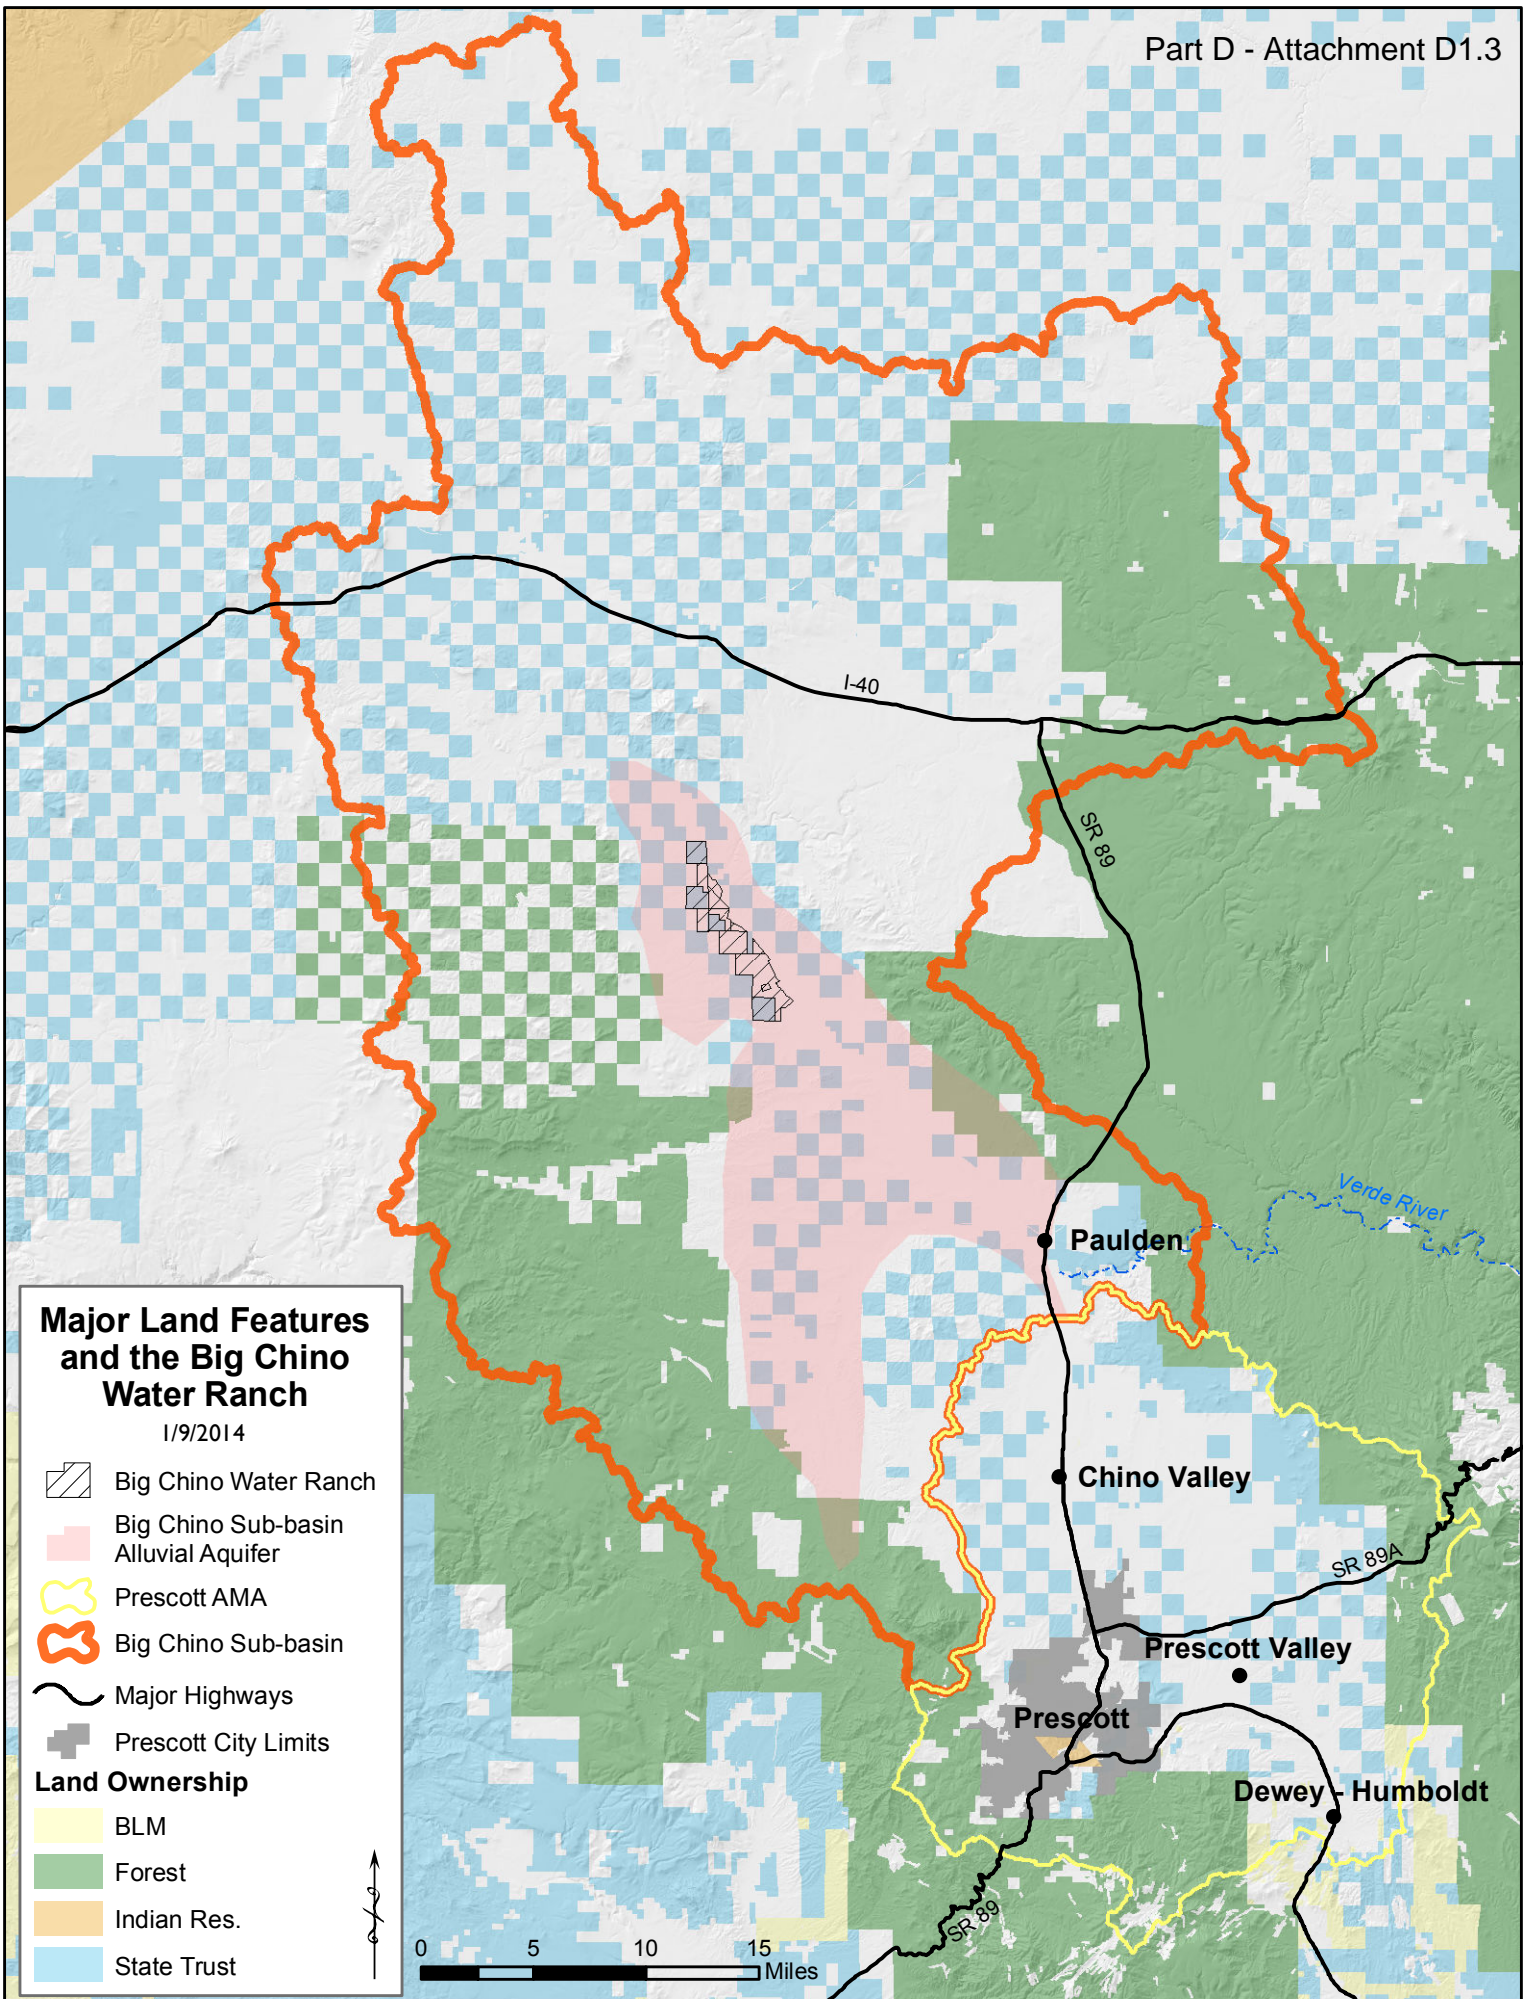 Part D - Attachment D1.3
I-40
SR 89
Verde River
Paulden
Chino Valley
SR 89A
Prescott Valley
Prescott
Dewey - Humboldt
SR 89
Major Land Features
and the Big Chino
Water Ranch
1/9/2014
Big Chino Water Ranch
Big Chino Sub-basin
Alluvial Aquifer
Prescott AMA
Big Chino Sub-basin
Major Highways
Prescott City Limits
Land Ownership
BLM
Forest
Indian Res.
State Trust
0 5 10 15
Miles